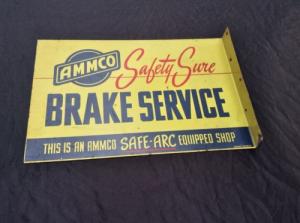 AMMCO Safety Sure
BRAKE SERVICE
THIS IS AN AMMCO SAFE-ARC EQUIPPED SHOP